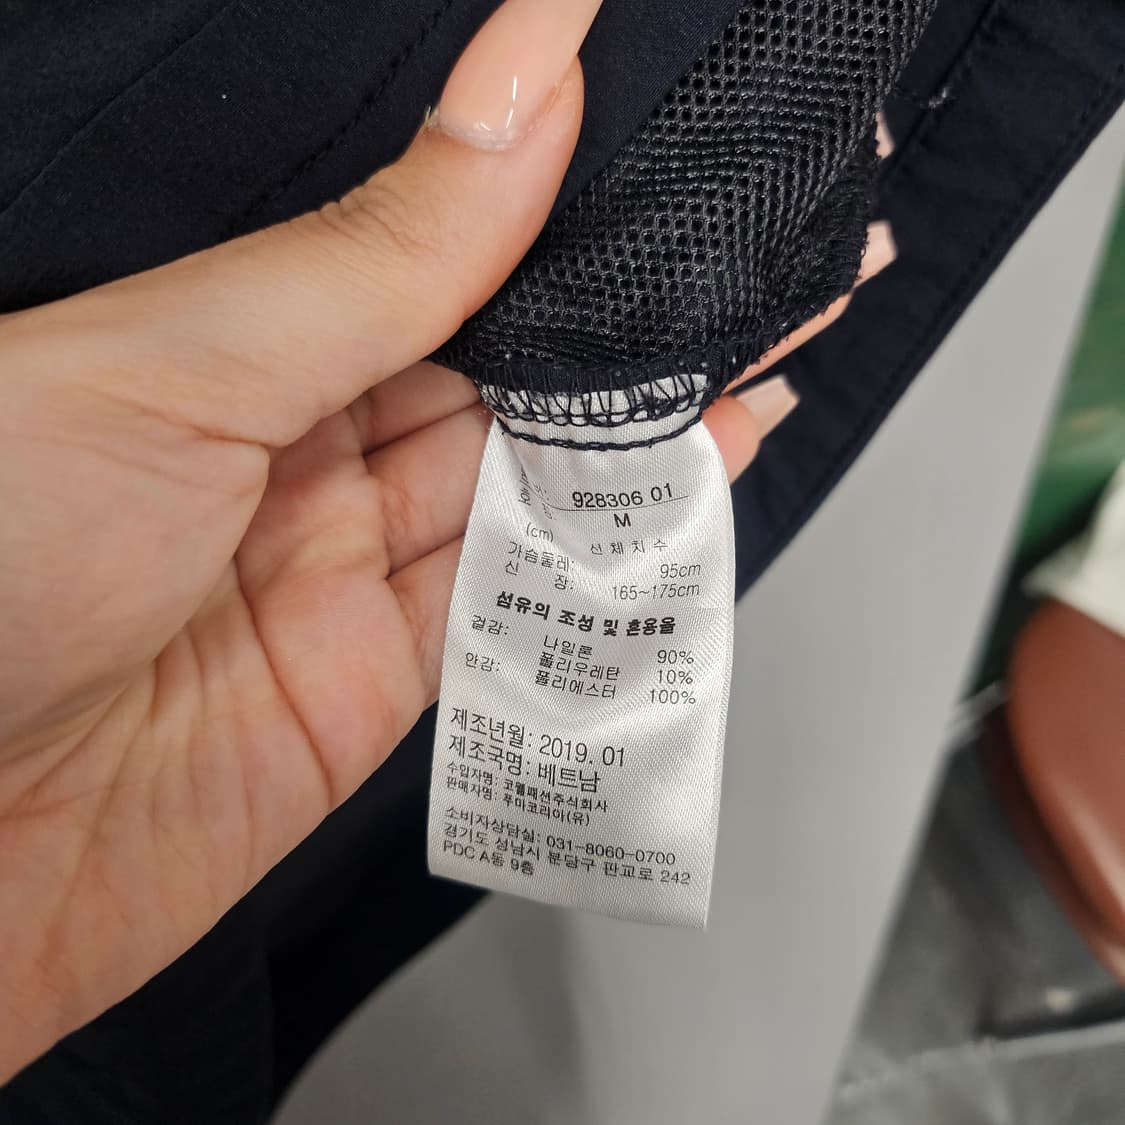 928306 01
M
(cm) 신체치수
가슴둘레: 95cm
신 장: 165~175cm
섬유의 조성 및 혼용율
겉감: 나일론 90%
폴리우레탄 10%
안감: 폴리에스터 100%
제조년월: 2019. 01
제조국명: 베트남
수입자명: 코웰패션주식회사
판매자명: 푸마코리아(유)
소비자상담실: 031-8060-0700
경기도 성남시 분당구 판교로 242
PDC A동 9층